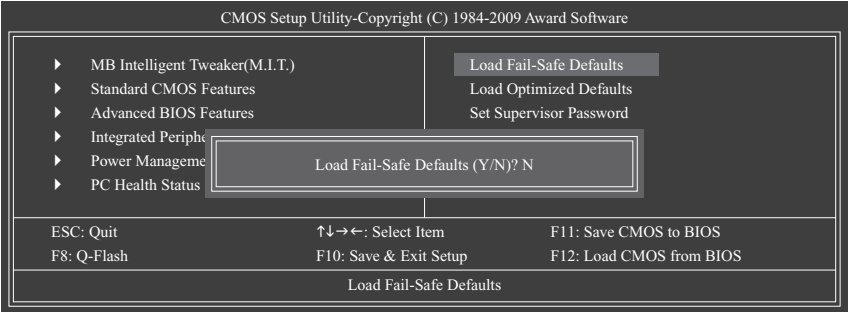 CMOS Setup Utility-Copyright (C) 1984-2009 Award Software
MB Intelligent Tweaker(M.I.T.)
Standard CMOS Features
Advanced BIOS Features
Integrated Periphe
Power Manageme
PC Health Status
Load Fail-Safe Defaults
Load Optimized Defaults
Set Supervisor Password
Load Fail-Safe Defaults (Y/N)? N
ESC: Quit ↑↓→←: Select Item F11: Save CMOS to BIOS
F8: Q-Flash F10: Save & Exit Setup F12: Load CMOS from BIOS
Load Fail-Safe Defaults